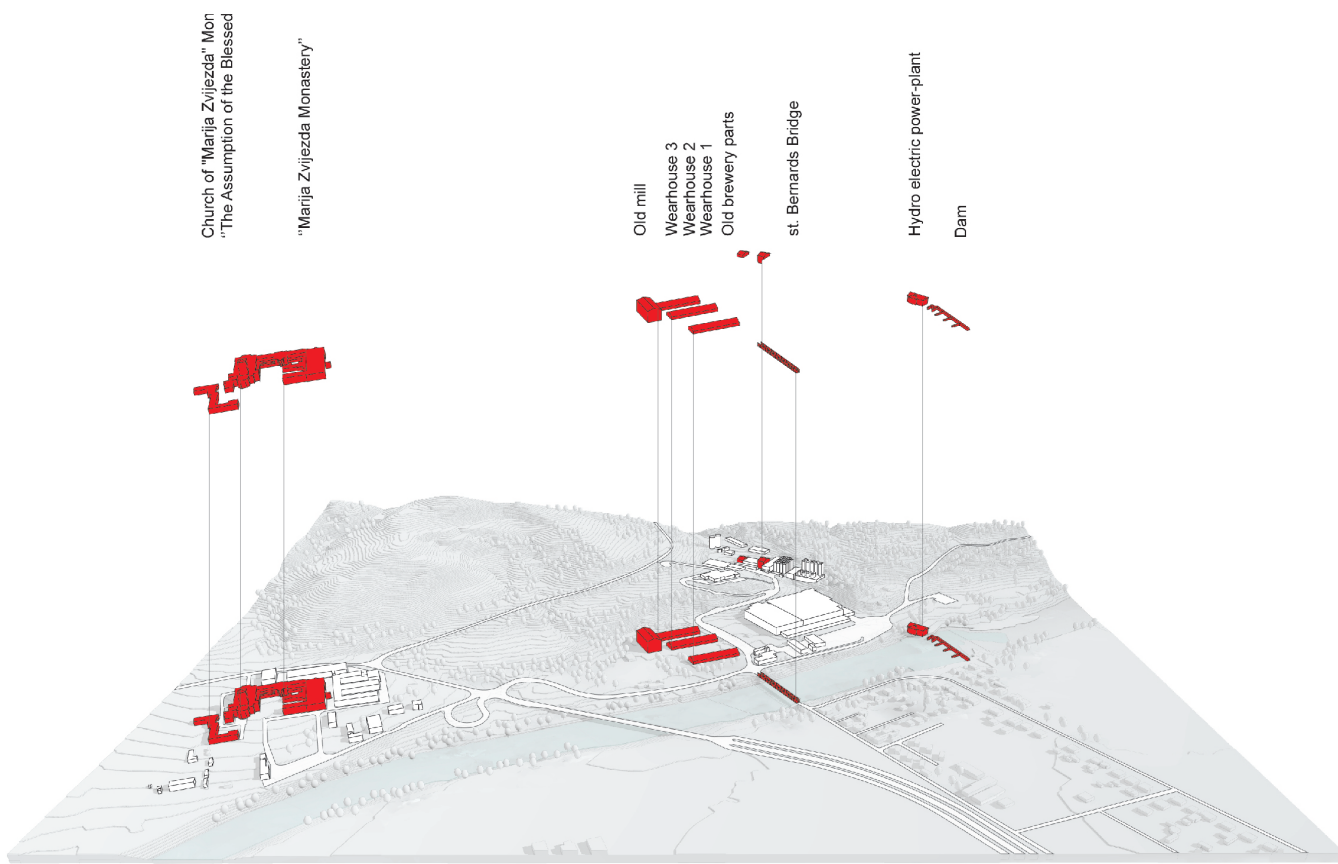 Church of "Marija Zvijezda" Mon
"The Assumption of the Blessed
"Marija Zvijezda Monastery"
Old mill
Wearhouse 3
Wearhouse 2
Wearhouse 1
Old brewery parts
st. Bernards Bridge
Hydro electric power-plant
Dam